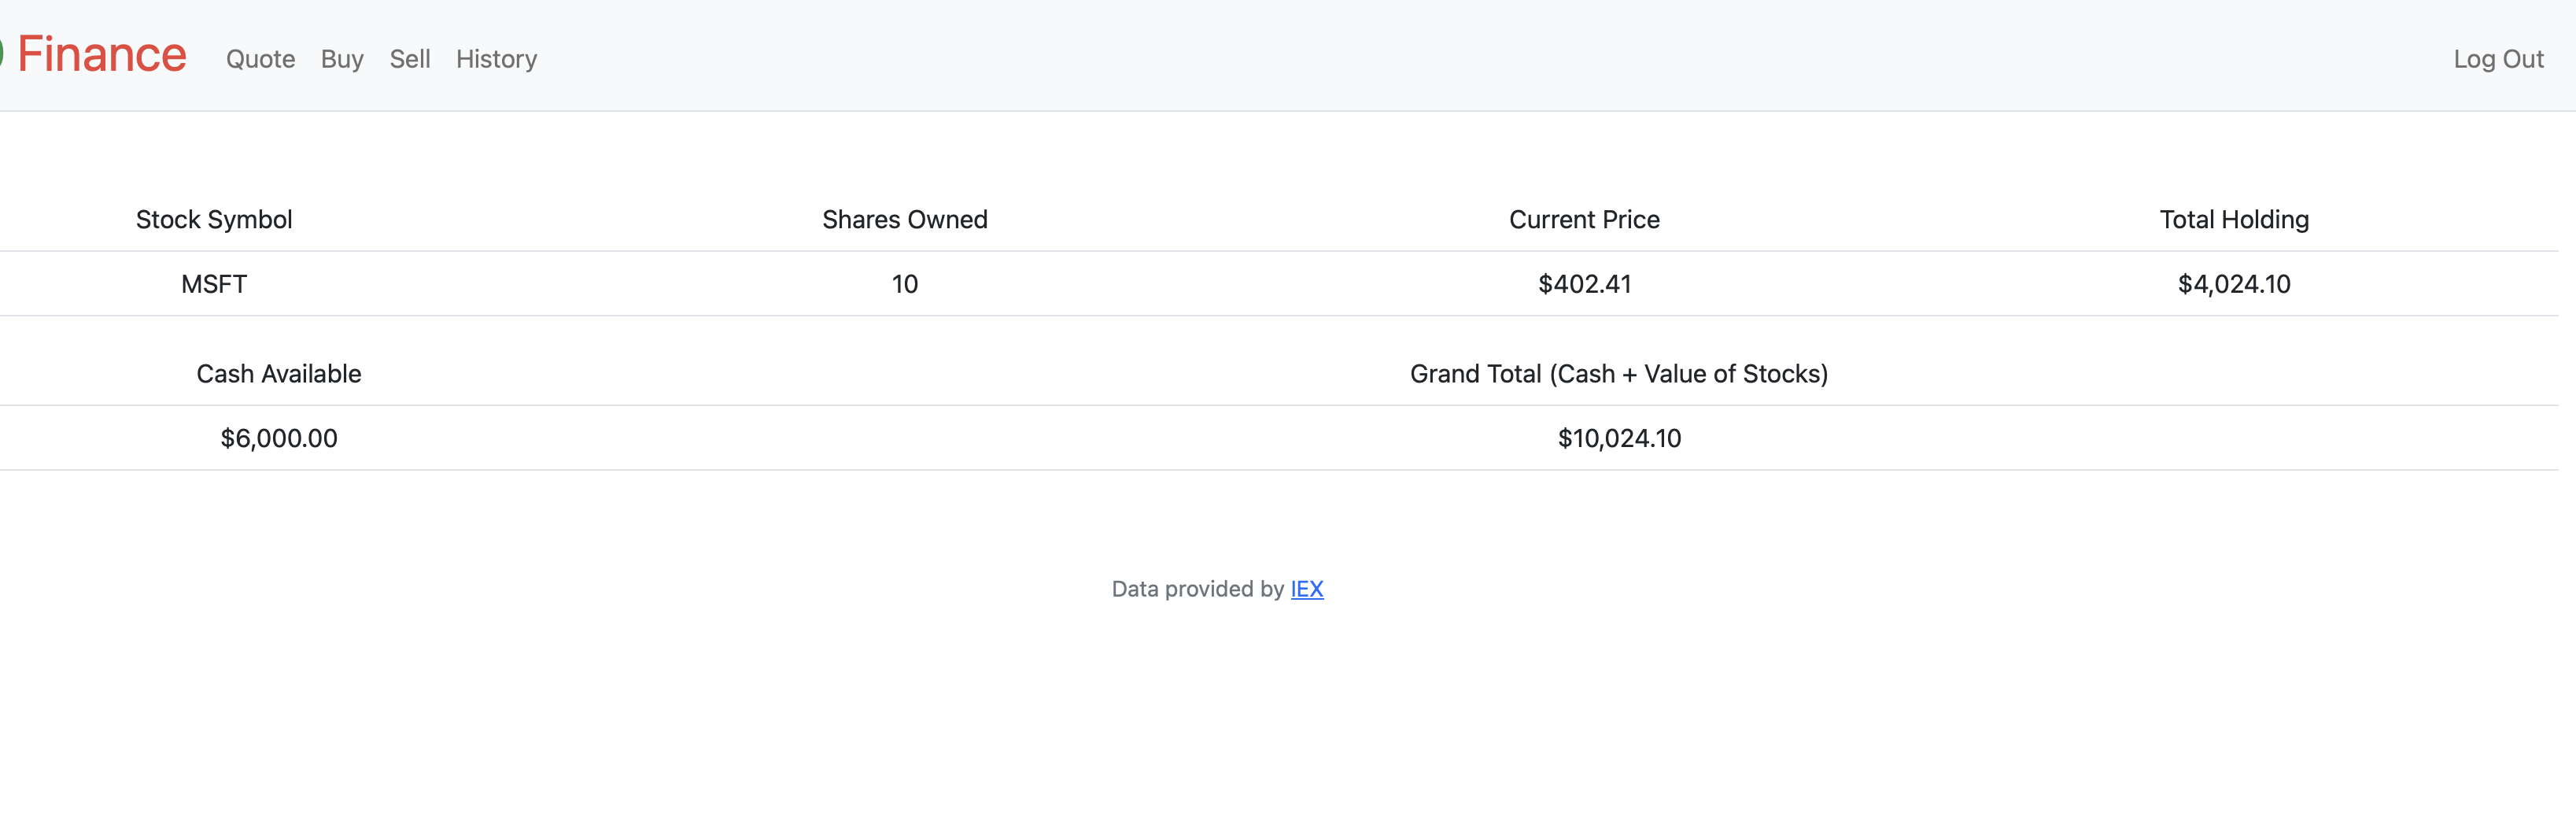 Finance Quote Buy Sell History Log Out
Stock Symbol Shares Owned Current Price Total Holding
MSFT 10 $402.41 $4,024.10
Cash Available Grand Total (Cash + Value of Stocks)
$6,000.00 $10,024.10
Data provided by IEX